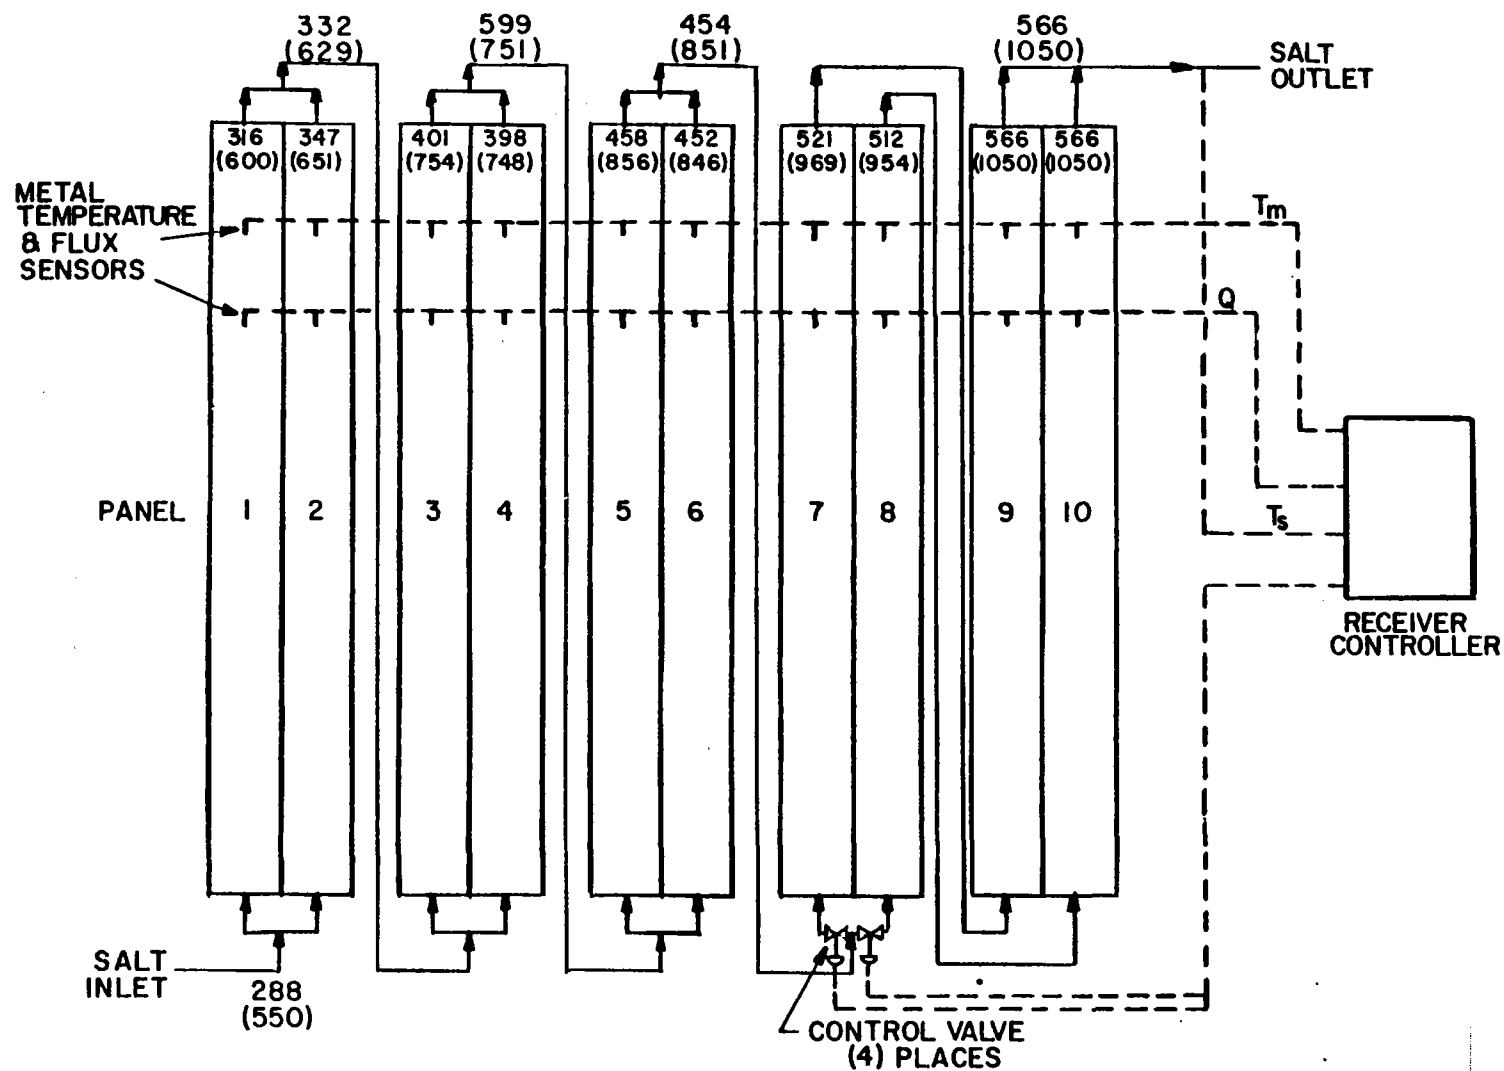 332
(629)
599
(751)
454
(851)
566
(1050)
SALT
OUTLET
316
(600)
347
(651)
401
(754)
398
(748)
458
(856)
452
(846)
521
(969)
512
(954)
566
(1050)
566
(1050)
METAL
TEMPERATURE
& FLUX
SENSORS
Tm
Q
PANEL 1 2 3 4 5 6 7 8 9 10
Ts
RECEIVER
CONTROLLER
SALT
INLET
288
(550)
CONTROL VALVE
(4) PLACES